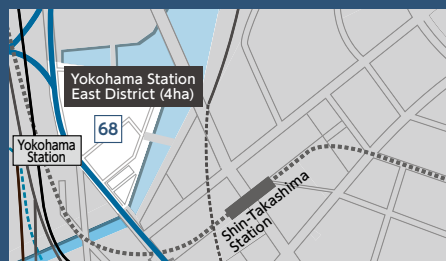 Yokohama Station
East District (4ha)
68
Yokohama
Station
Shin-Takashima
Station